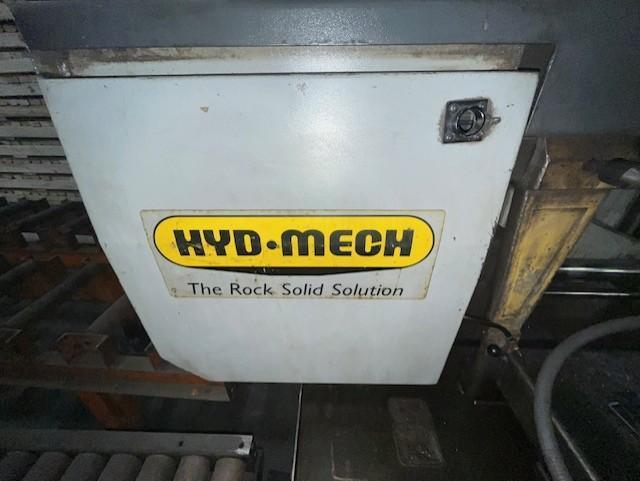 HYD·MECH
The Rock Solid Solution